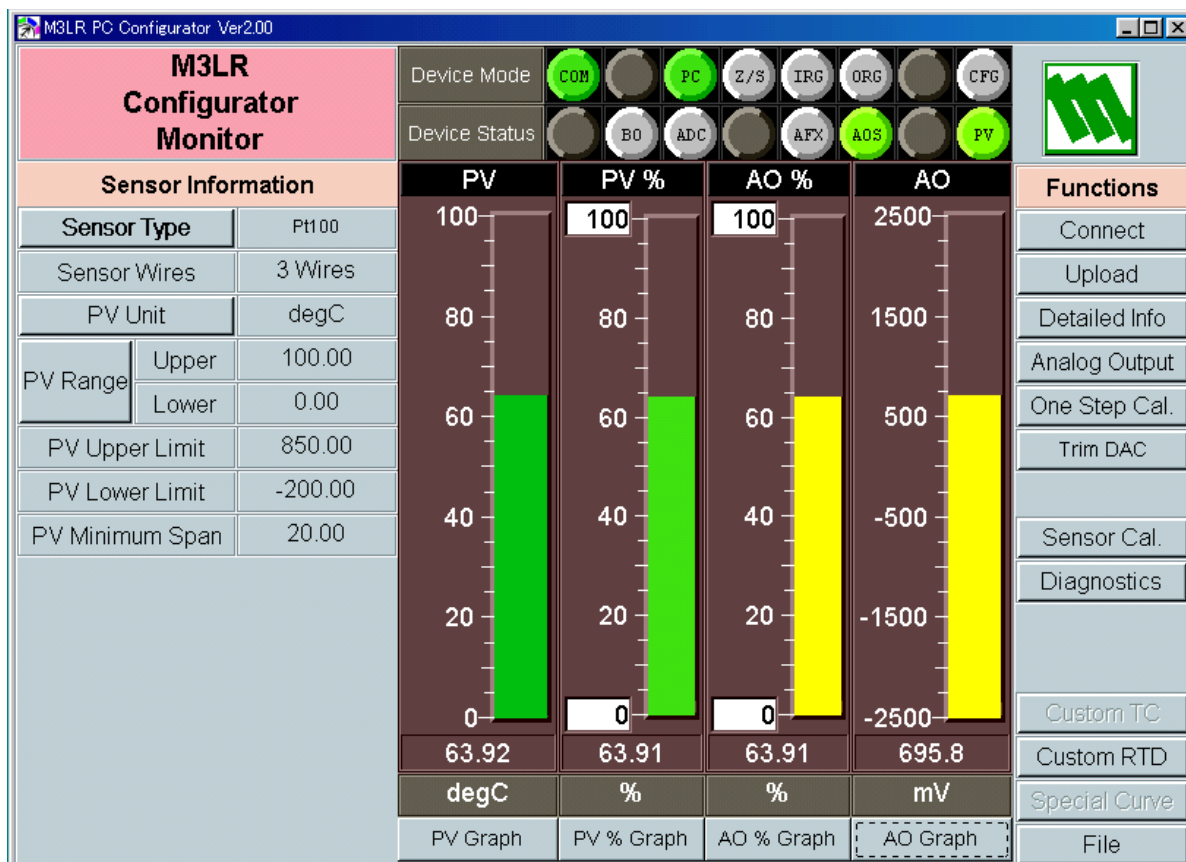 M3LR PC Configurator Ver2.00
M3LR
Configurator
Monitor
Device Mode COM PC Z/S IRG ORG CFG
Device Status BO ADC AFX AOS PV
Sensor Information
Sensor Type Pt100
Sensor Wires 3 Wires
PV Unit degC
PV Range
Upper 100.00
Lower 0.00
PV Upper Limit 850.00
PV Lower Limit -200.00
PV Minimum Span 20.00
PV
100
80
60
40
20
0
63.92
degC
PV Graph
PV %
100
80
60
40
20
0
63.91
%
PV % Graph
AO %
100
80
60
40
20
0
63.91
%
AO % Graph
AO
2500
1500
500
-500
-1500
-2500
695.8
mV
AO Graph
Functions
Connect
Upload
Detailed Info
Analog Output
One Step Cal.
Trim DAC
Sensor Cal.
Diagnostics
Custom TC
Custom RTD
Special Curve
File